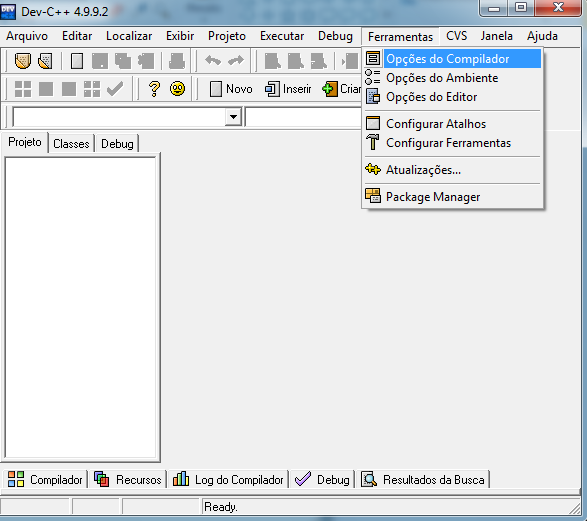 Dev-C++ 4.9.9.2
Arquivo Editar Localizar Exibir Projeto Executar Debug Ferramentas CVS Janela Ajuda
Opções do Compilador
Opções do Ambiente
Opções do Editor
Configurar Atalhos
Configurar Ferramentas
Atualizações...
Package Manager
Novo Inserir Criar
Projeto Classes Debug
Compilador Recursos Log do Compilador Debug Resultados da Busca
Ready.